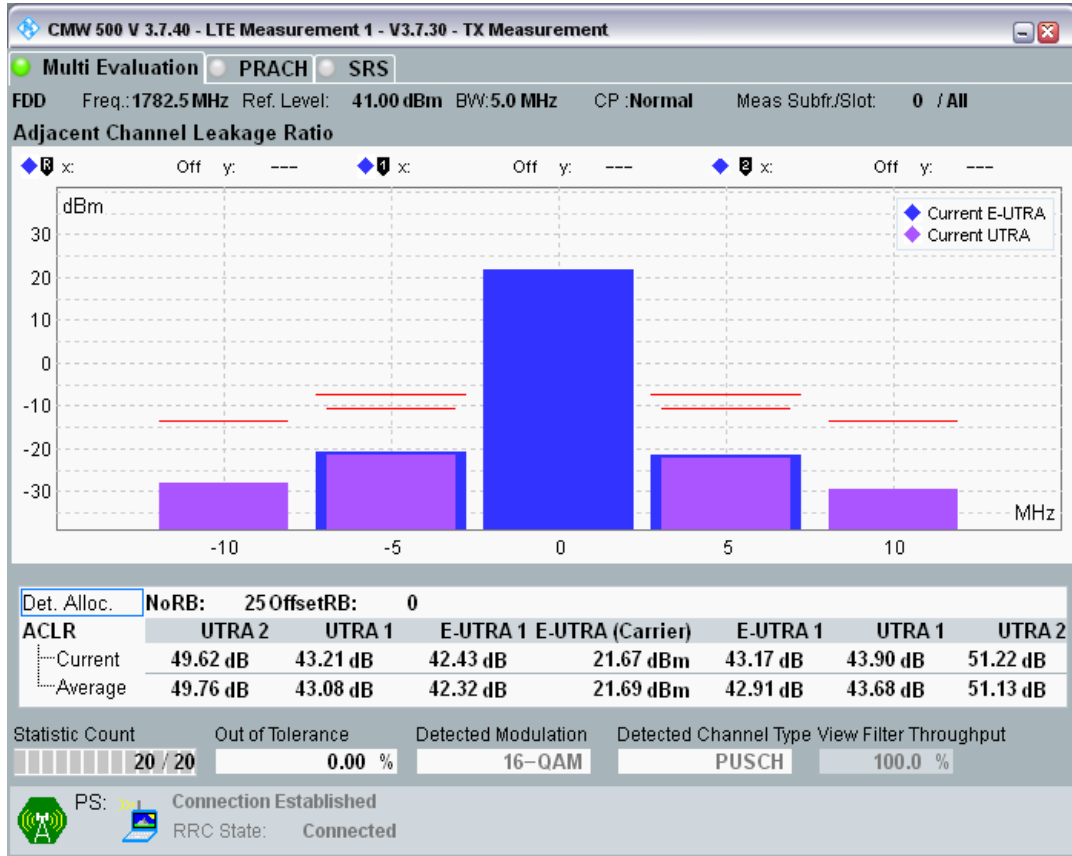 CMW 500 V 3.7.40 - LTE Measurement 1 - V3.7.30 - TX Measurement
Multi Evaluation PRACH SRS
FDD Freq.: 1782.5 MHz Ref. Level: 41.00 dBm BW: 5.0 MHz CP : Normal Meas Subfr./Slot: 0 / All
Adjacent Channel Leakage Ratio
R x: Off y: --- 1 x: Off y: --- 2 x: Off y: ---
dBm
Current E-UTRA
Current UTRA
30
20
10
0
-10
-20
-30
MHz
-10 -5 0 5 10
Det. Alloc. NoRB: 25 OffsetRB: 0
ACLR UTRA 2 UTRA 1 E-UTRA 1 E-UTRA (Carrier) E-UTRA 1 UTRA 1 UTRA 2
Current 49.62 dB 43.21 dB 42.43 dB 21.67 dBm 43.17 dB 43.90 dB 51.22 dB
Average 49.76 dB 43.08 dB 42.32 dB 21.69 dBm 42.91 dB 43.68 dB 51.13 dB
Statistic Count Out of Tolerance Detected Modulation Detected Channel Type View Filter Throughput
20 / 20 0.00 % 16-QAM PUSCH 100.0 %
PS: Connection Established
RRC State: Connected